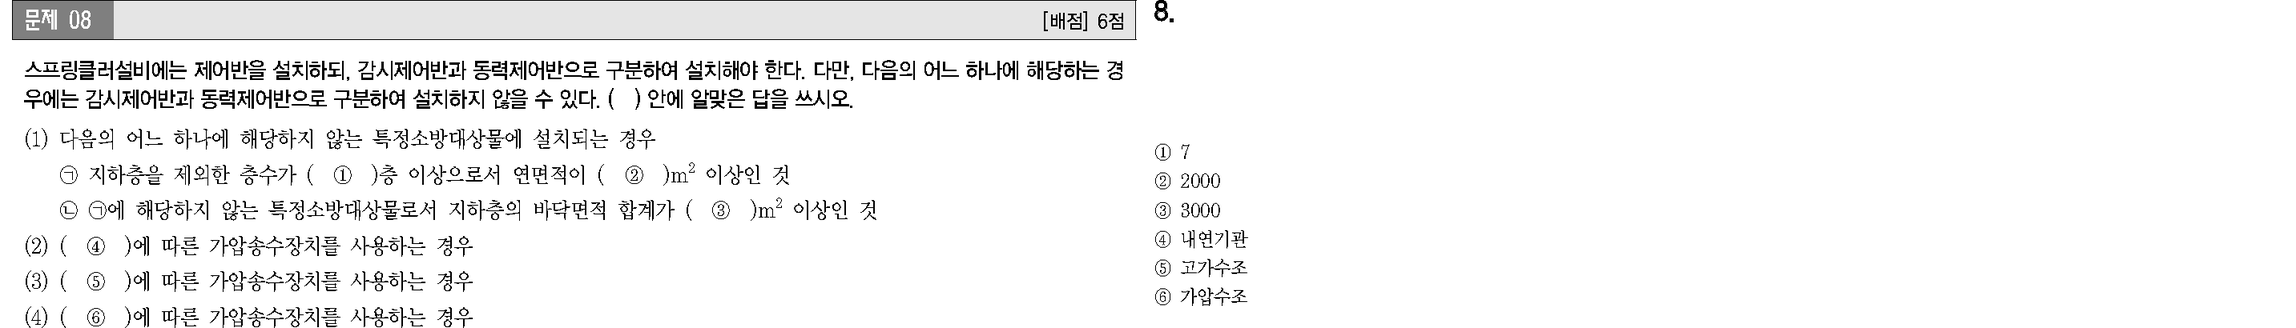 문제 08
[배점] 6점
스프링클러설비에는 제어반을 설치하되, 감시제어반과 동력제어반으로 구분하여 설치해야 한다. 다만, 다음의 어느 하나에 해당하는 경
우에는 감시제어반과 동력제어반으로 구분하여 설치하지 않을 수 있다. ( ) 안에 알맞은 답을 쓰시오.
(1) 다음의 어느 하나에 해당하지 않는 특정소방대상물에 설치되는 경우
㉠ 지하층을 제외한 층수가 ( ① )층 이상으로서 연면적이 ( ② )m² 이상인 것
㉡ ㉠에 해당하지 않는 특정소방대상물로서 지하층의 바닥면적 합계가 ( ③ )m² 이상인 것
(2) ( ④ )에 따른 가압송수장치를 사용하는 경우
(3) ( ⑤ )에 따른 가압송수장치를 사용하는 경우
(4) ( ⑥ )에 따른 가압송수장치를 사용하는 경우
8.
① 7
② 2000
③ 3000
④ 내연기관
⑤ 고가수조
⑥ 가압수조